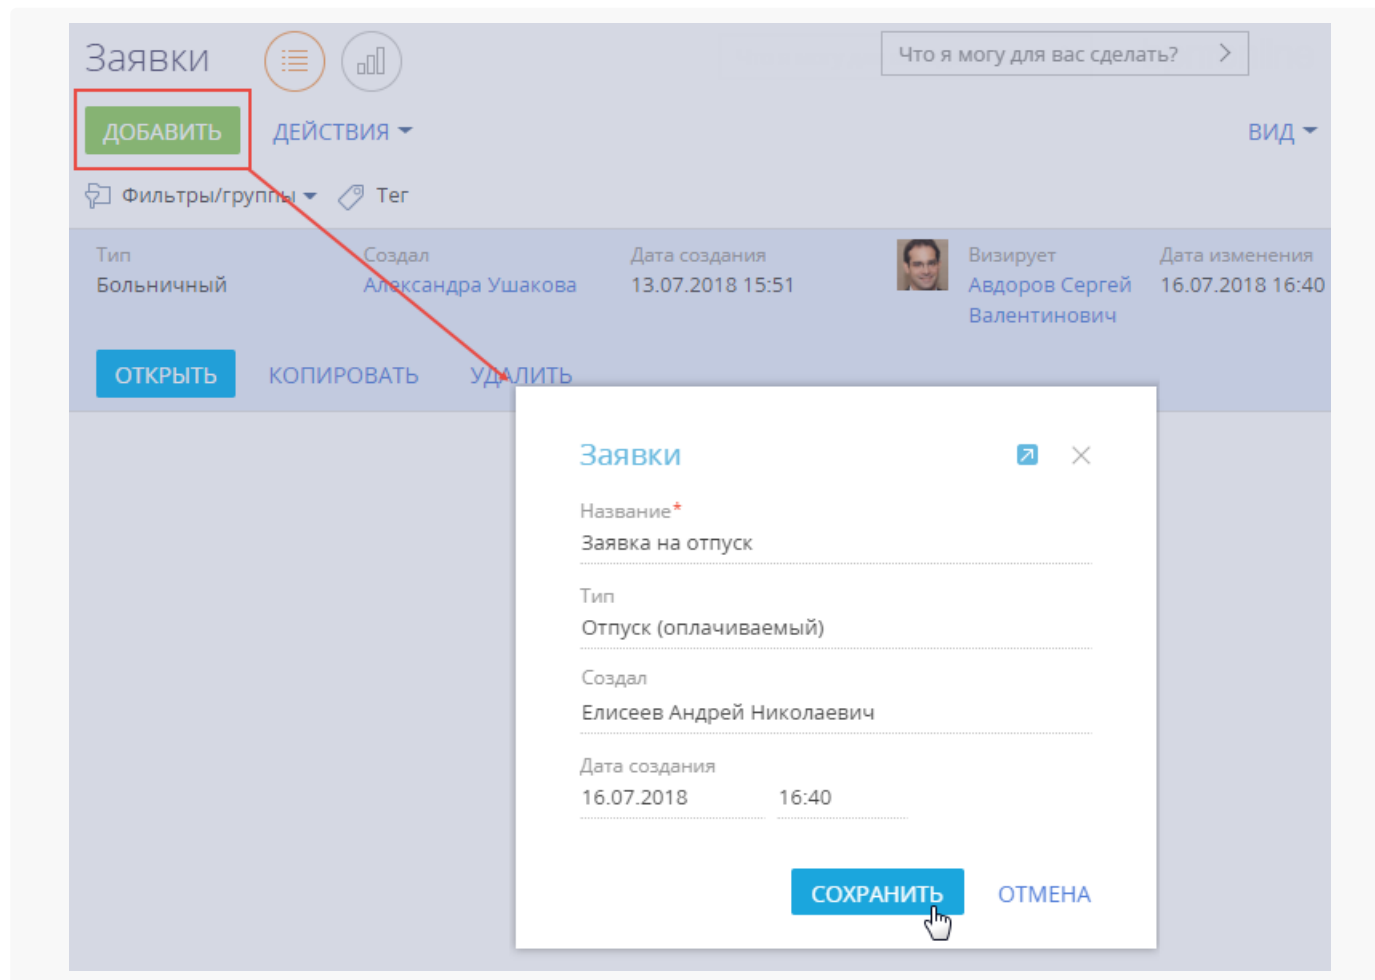 Заявки
Что я могу для вас сделать?
ДОБАВИТЬ
ДЕЙСТВИЯ
ВИД
Фильтры/группы
Тег
Тип
Создал
Дата создания
Визирует
Дата изменения
Больничный
Александра Ушакова
13.07.2018 15:51
Авдоров Сергей
16.07.2018 16:40
Валентинович
ОТКРЫТЬ
КОПИРОВАТЬ
УДАЛИТЬ
Заявки
Название*
Заявка на отпуск
Тип
Отпуск (оплачиваемый)
Создал
Елисеев Андрей Николаевич
Дата создания
16.07.2018
16:40
СОХРАНИТЬ
ОТМЕНА